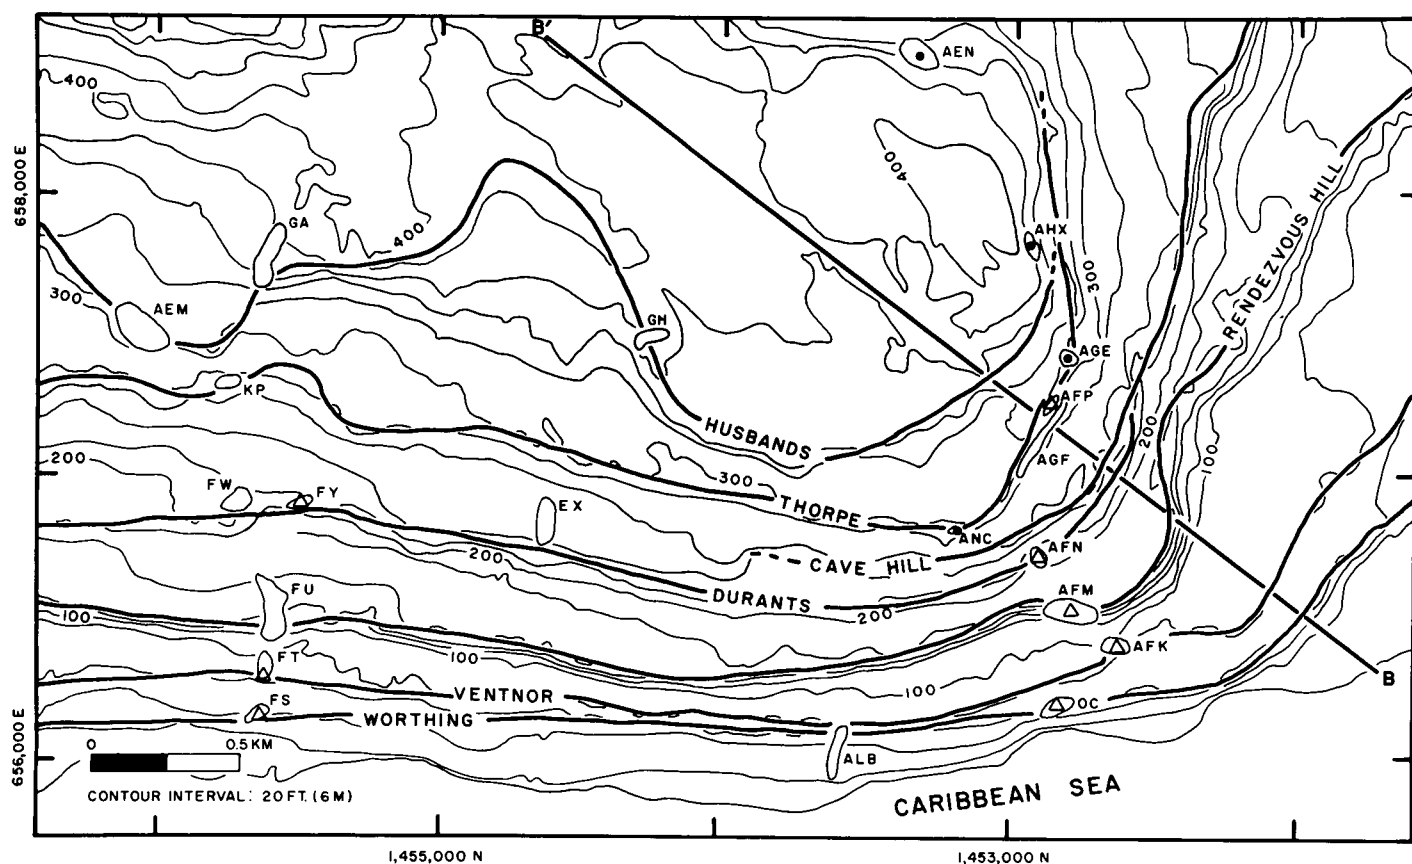 B'
AEN
400
400
658,000 E
RENDEZVOUS HILL
GA
AHX
400
300
300
AEM
GH
AGE
KP
AFP
HUSBANDS
200
AGF
200
100
300
FW
FY
EX
THORPE
ANC
AFN
200
CAVE HILL
FU
DURANTS
200
AFM
100
100
FT
AFK
VENTNOR
100
B
FS
WORTHING
OC
656,000 E
0 0.5 KM
ALB
CONTOUR INTERVAL: 20 FT. (6 M)
CARIBBEAN SEA
1,455,000 N
1,453,000 N